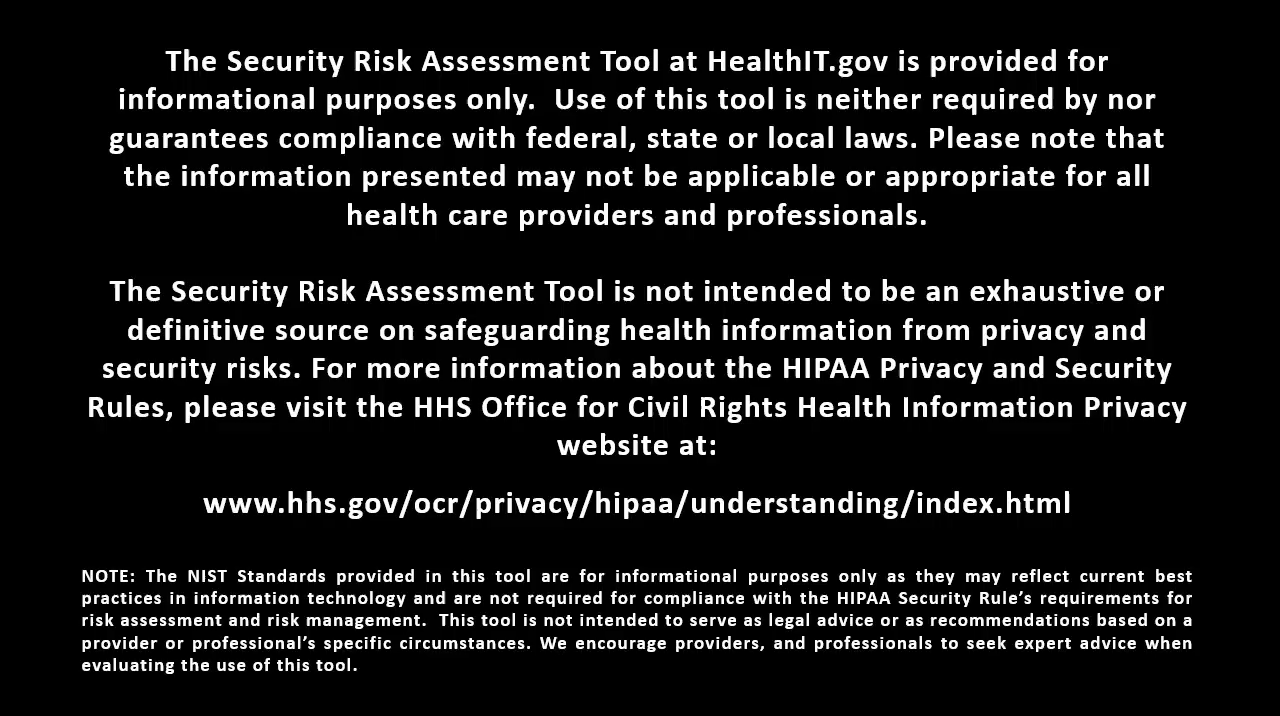 The Security Risk Assessment Tool at HealthIT.gov is provided for
informational purposes only.  Use of this tool is neither required by nor
guarantees compliance with federal, state or local laws. Please note that
the information presented may not be applicable or appropriate for all
health care providers and professionals.
The Security Risk Assessment Tool is not intended to be an exhaustive or
definitive source on safeguarding health information from privacy and
security risks. For more information about the HIPAA Privacy and Security
Rules, please visit the HHS Office for Civil Rights Health Information Privacy
website at:
www.hhs.gov/ocr/privacy/hipaa/understanding/index.html
NOTE: The NIST Standards provided in this tool are for informational purposes only as they may reflect current best
practices in information technology and are not required for compliance with the HIPAA Security Rule’s requirements for
risk assessment and risk management.  This tool is not intended to serve as legal advice or as recommendations based on a
provider or professional’s specific circumstances. We encourage providers, and professionals to seek expert advice when
evaluating the use of this tool.